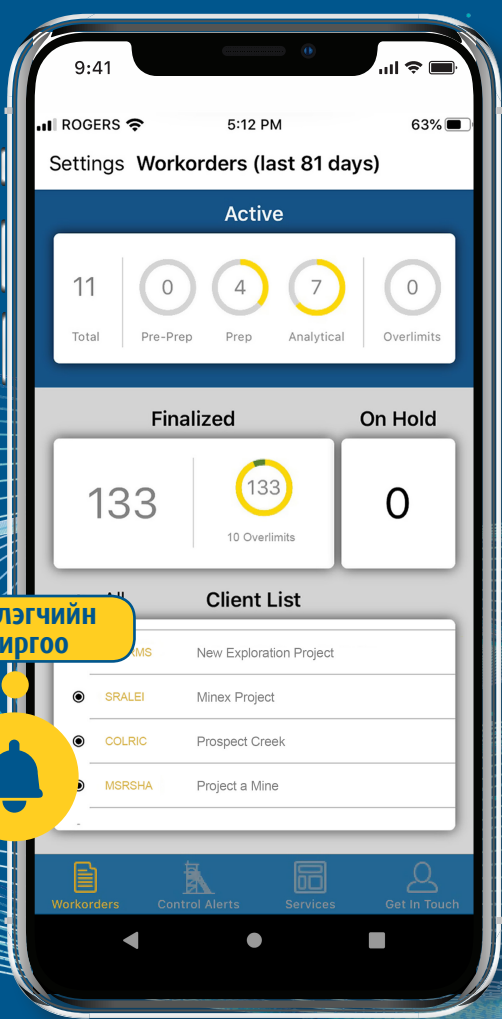 9:41
ROGERS 5:12 PM 63%
Settings Workorders (last 81 days)
Active
11 0 4 7 0
Total Pre-Prep Prep Analytical Overlimits
Finalized On Hold
133 133 0
10 Overlimits
Client List
New Exploration Project
SRALEI Minex Project
COLRIC Prospect Creek
MSRSHA Project a Mine
Workorders Control Alerts Services Get In Touch